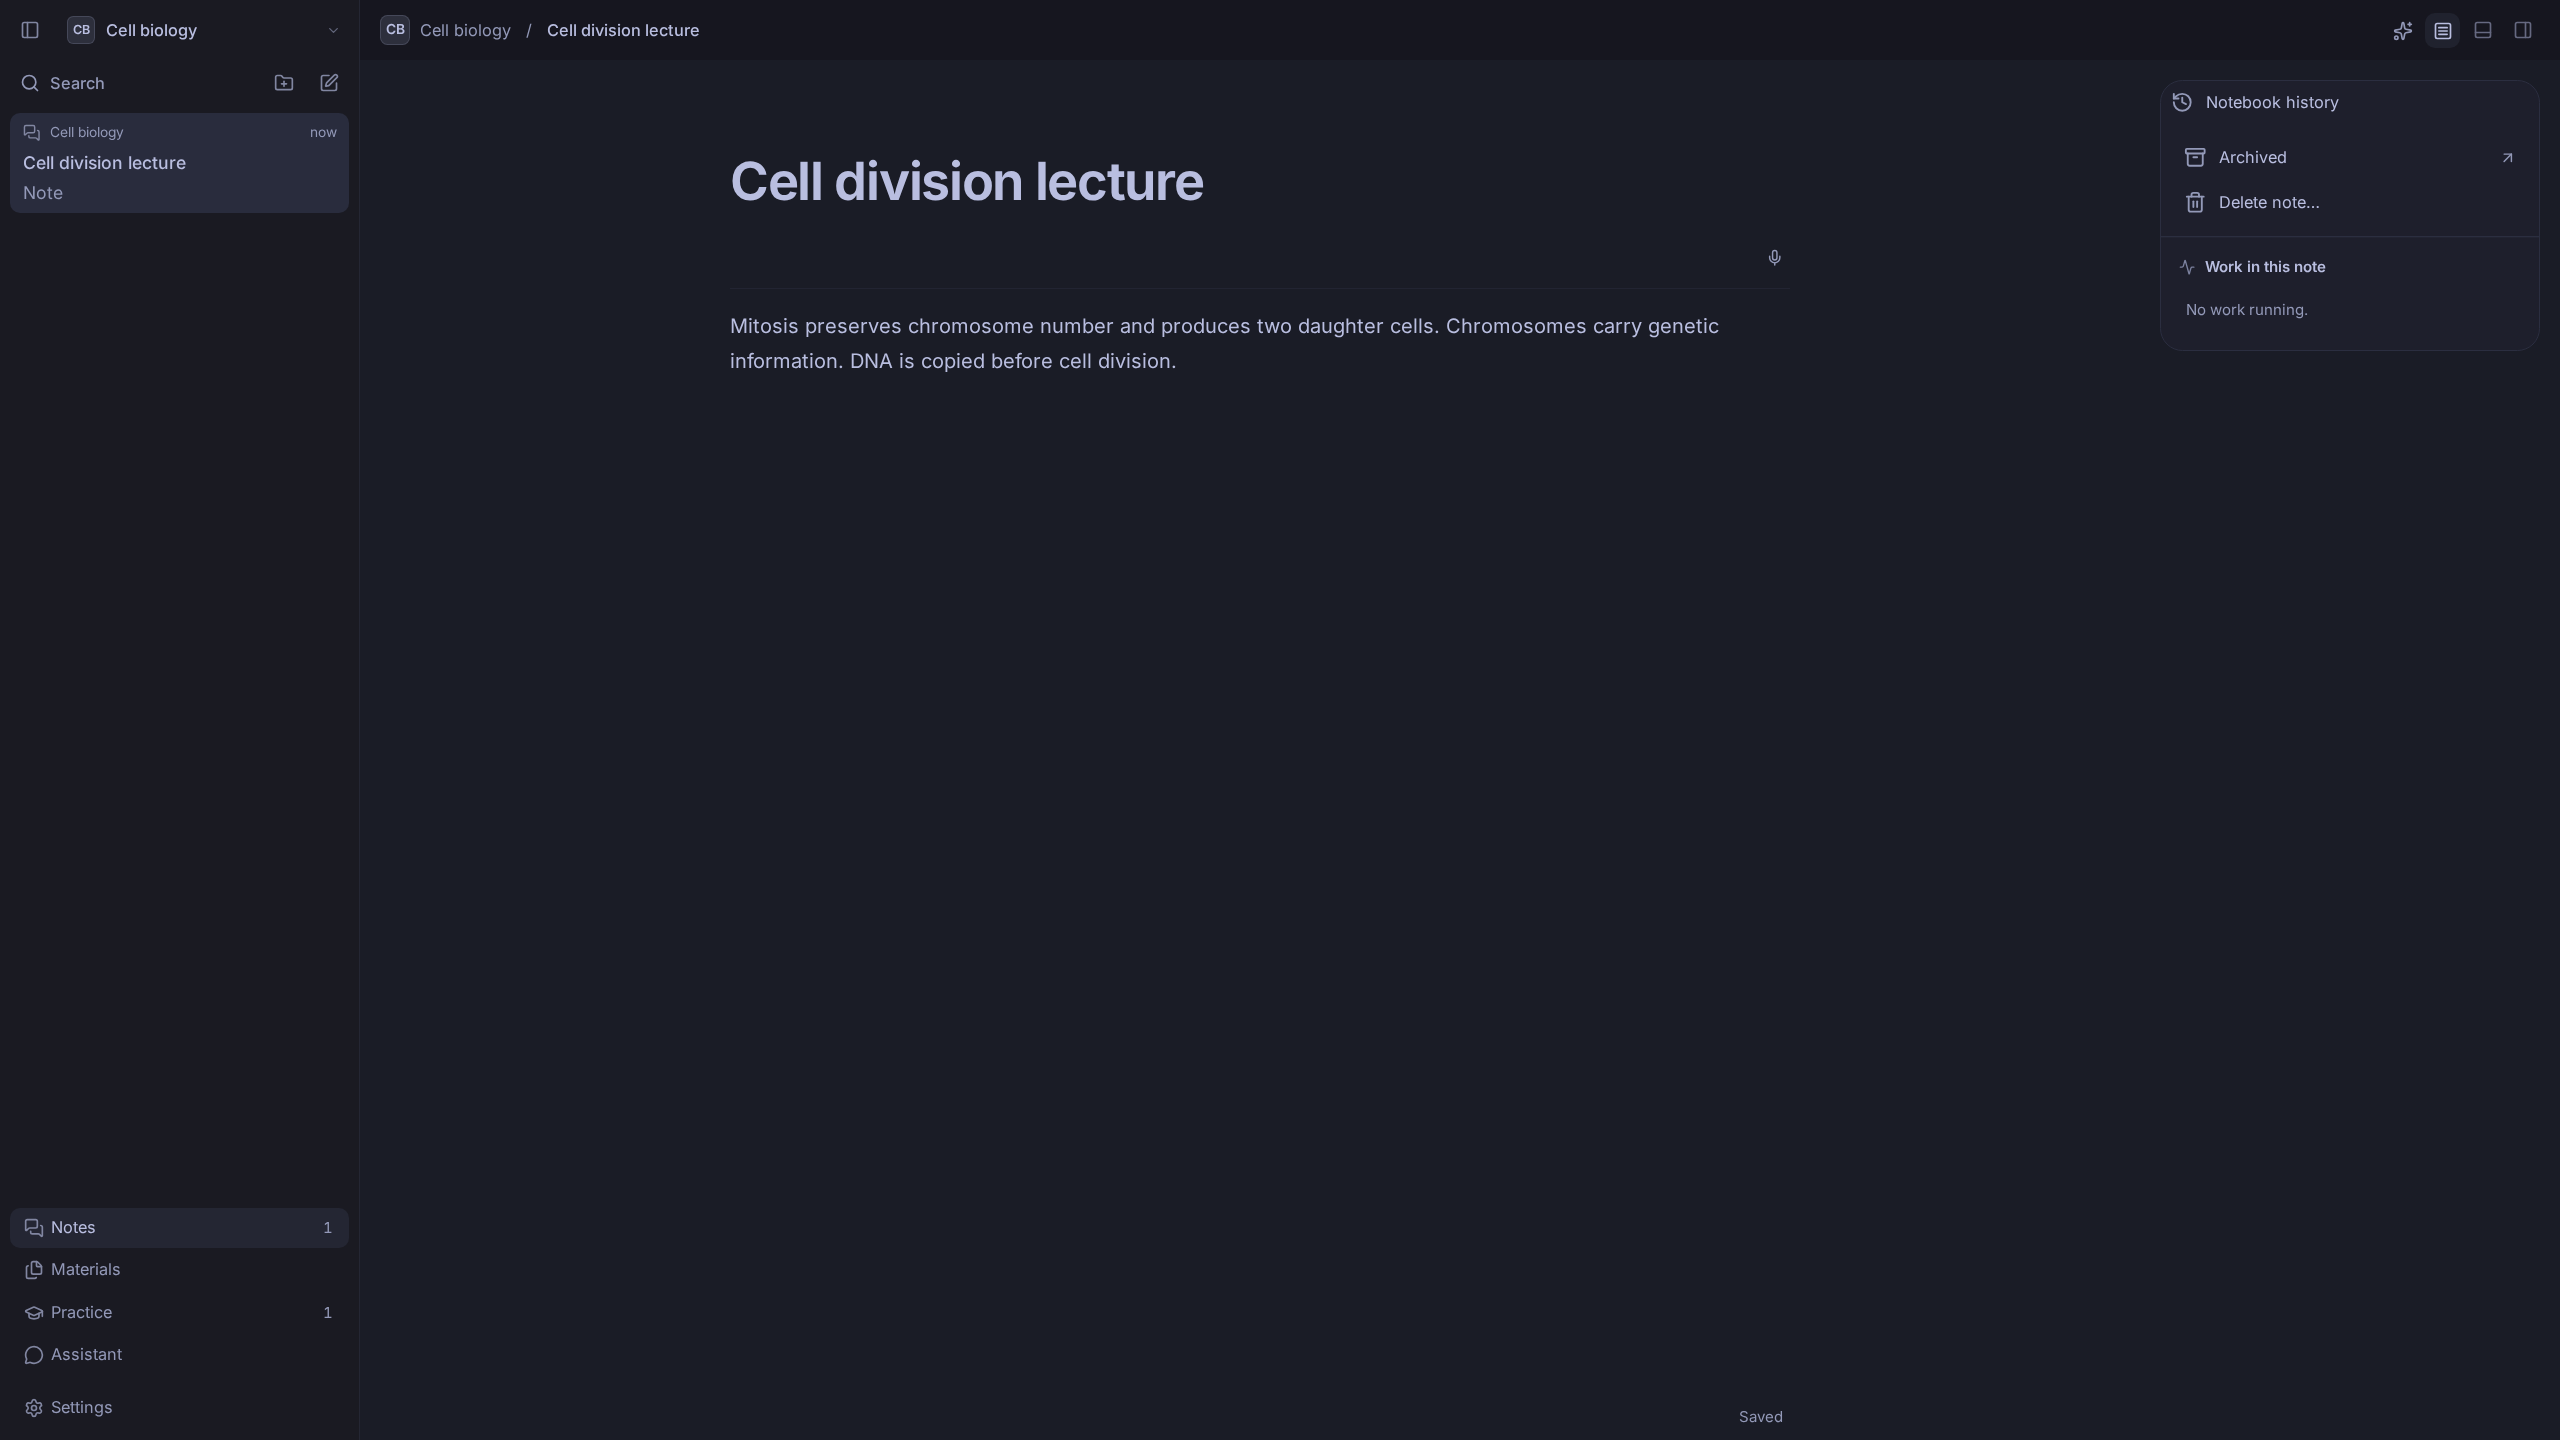 CB Cell biology
Search
Cell biology now
Cell division lecture
Note
Notes 1
Materials
Practice 1
Assistant
Settings
CB Cell biology / Cell division lecture
Cell division lecture
Mitosis preserves chromosome number and produces two daughter cells. Chromosomes carry genetic
information. DNA is copied before cell division.
Saved
Notebook history
Archived
Delete note...
Work in this note
No work running.